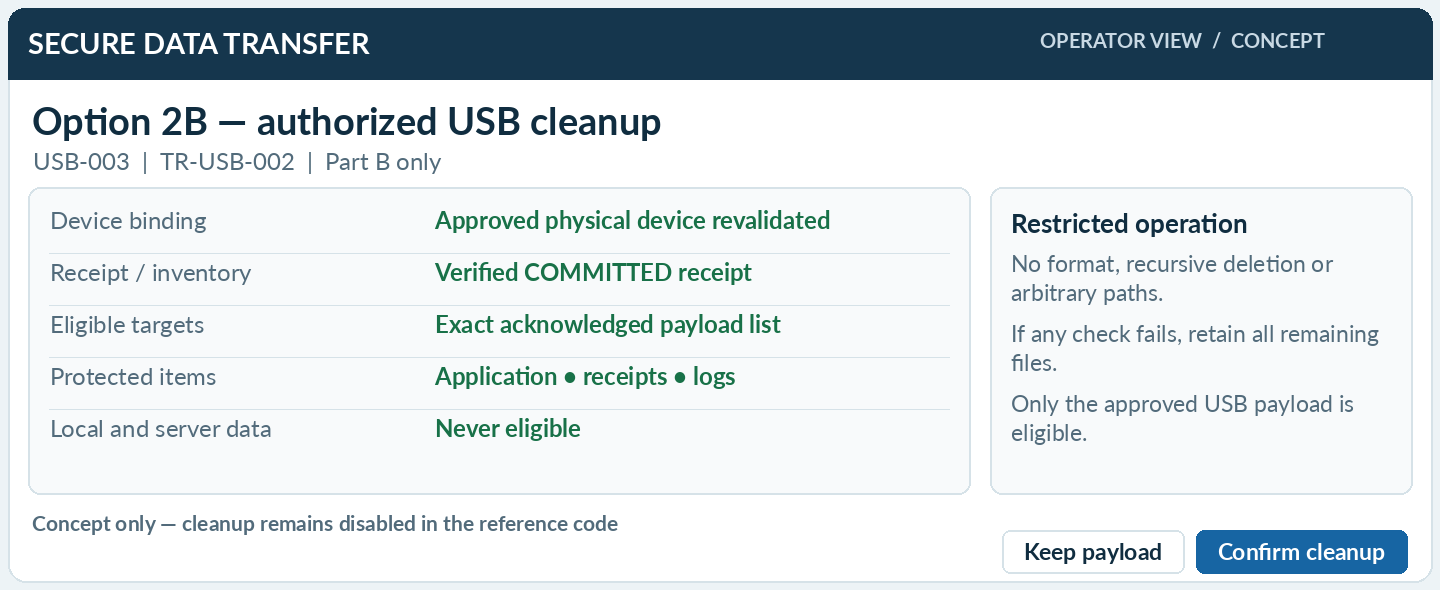 SECURE DATA TRANSFER
OPERATOR VIEW / CONCEPT
Option 2B — authorized USB cleanup
USB-003 | TR-USB-002 | Part B only
Device binding
Approved physical device revalidated
Receipt / inventory
Verified COMMITTED receipt
Eligible targets
Exact acknowledged payload list
Protected items
Application • receipts • logs
Local and server data
Never eligible
Restricted operation
No format, recursive deletion or
arbitrary paths.
If any check fails, retain all remaining
files.
Only the approved USB payload is
eligible.
Concept only — cleanup remains disabled in the reference code
Keep payload
Confirm cleanup